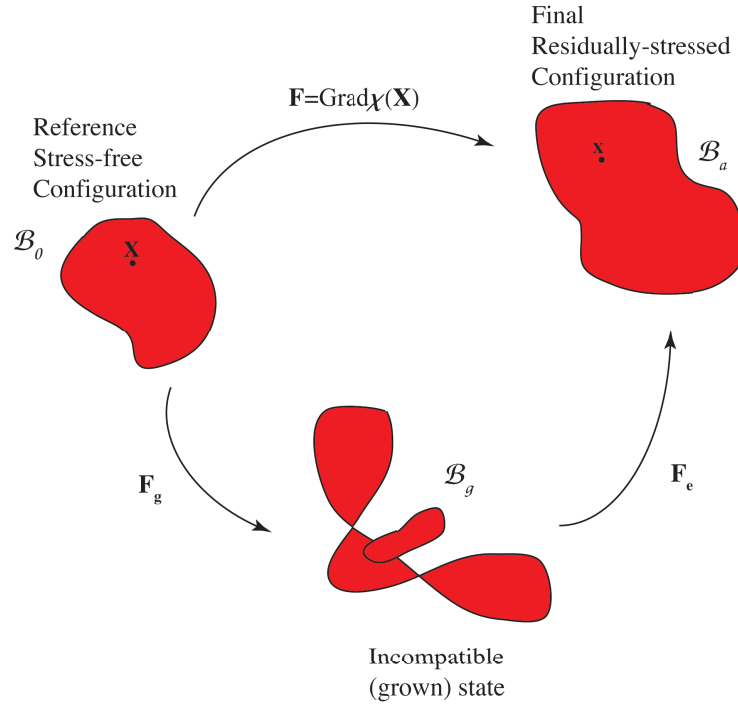 Final
Residually-stressed
Configuration
F=Gradχ(X)
Reference
Stress-free
Configuration
x
ℬₐ
ℬ₀
X
ℬg
Fg
Fe
Incompatible
(grown) state